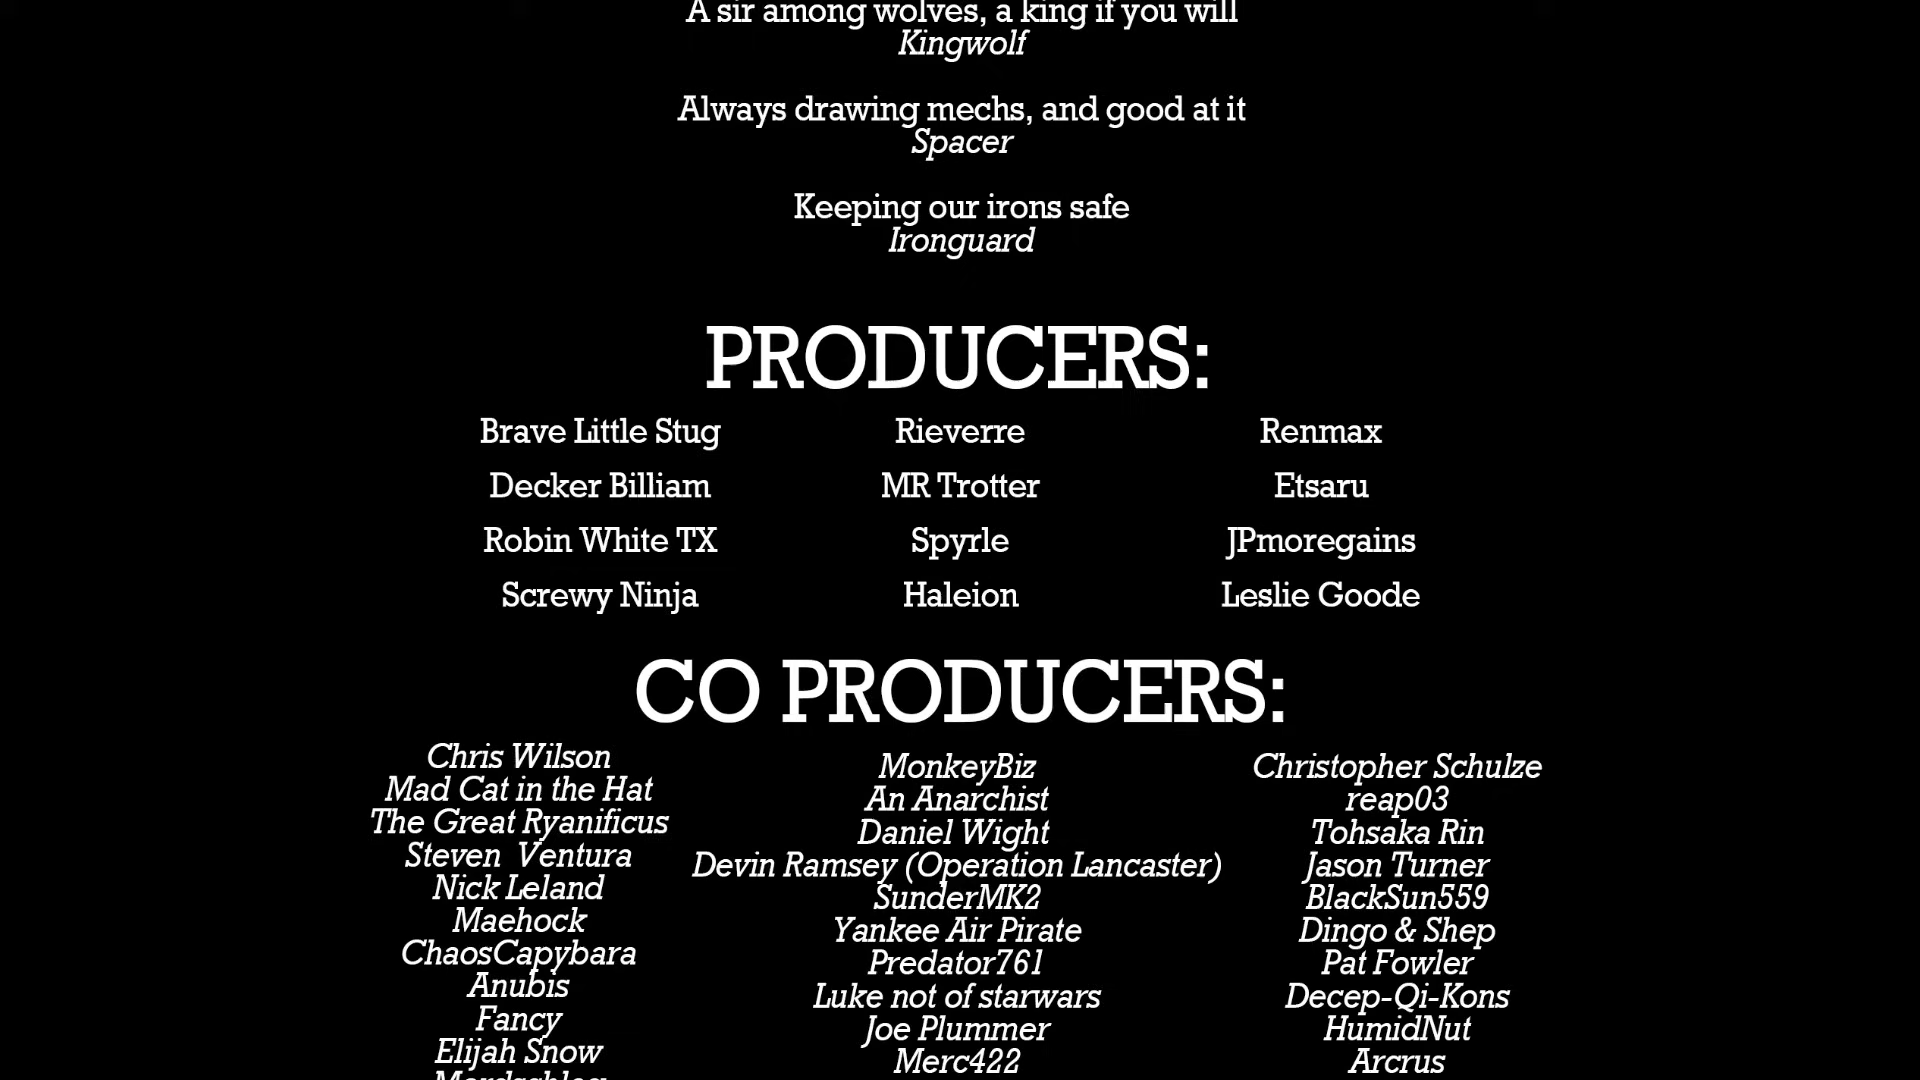 A sir among wolves, a king if you will
Kingwolf
Always drawing mechs, and good at it
Spacer
Keeping our irons safe
Ironguard
PRODUCERS:
Brave Little Stug
Rieverre
Renmax
Decker Billiam
MR Trotter
Etsaru
Robin White TX
Spyrle
JPmoregains
Screwy Ninja
Haleion
Leslie Goode
CO PRODUCERS:
Chris Wilson
Mad Cat in the Hat
The Great Ryanificus
Steven  Ventura
Nick Leland
Maehock
ChaosCapybara
Anubis
Fancy
Elijah Snow
MonkeyBiz
An Anarchist
Daniel Wight
Devin Ramsey (Operation Lancaster)
SunderMK2
Yankee Air Pirate
Predator761
Luke not of starwars
Joe Plummer
Merc422
Christopher Schulze
reap03
Tohsaka Rin
Jason Turner
BlackSun559
Dingo & Shep
Pat Fowler
Decep-Qi-Kons
HumidNut
Arcrus